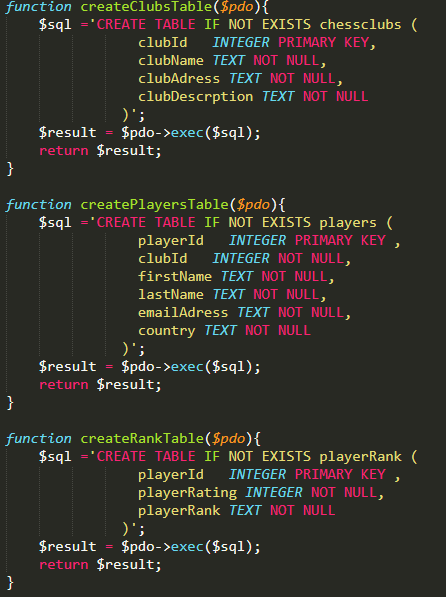 function createClubsTable($pdo){
$sql ='CREATE TABLE IF NOT EXISTS chessclubs (
clubId INTEGER PRIMARY KEY,
clubName TEXT NOT NULL,
clubAdress TEXT NOT NULL,
clubDescrption TEXT NOT NULL
)';
$result = $pdo->exec($sql);
return $result;
}
function createPlayersTable($pdo){
$sql ='CREATE TABLE IF NOT EXISTS players (
playerId INTEGER PRIMARY KEY ,
clubId INTEGER NOT NULL,
firstName TEXT NOT NULL,
lastName TEXT NOT NULL,
emailAdress TEXT NOT NULL,
country TEXT NOT NULL
)';
$result = $pdo->exec($sql);
return $result;
}
function createRankTable($pdo){
$sql ='CREATE TABLE IF NOT EXISTS playerRank (
playerId INTEGER PRIMARY KEY ,
playerRating INTEGER NOT NULL,
playerRank TEXT NOT NULL
)';
$result = $pdo->exec($sql);
return $result;
}